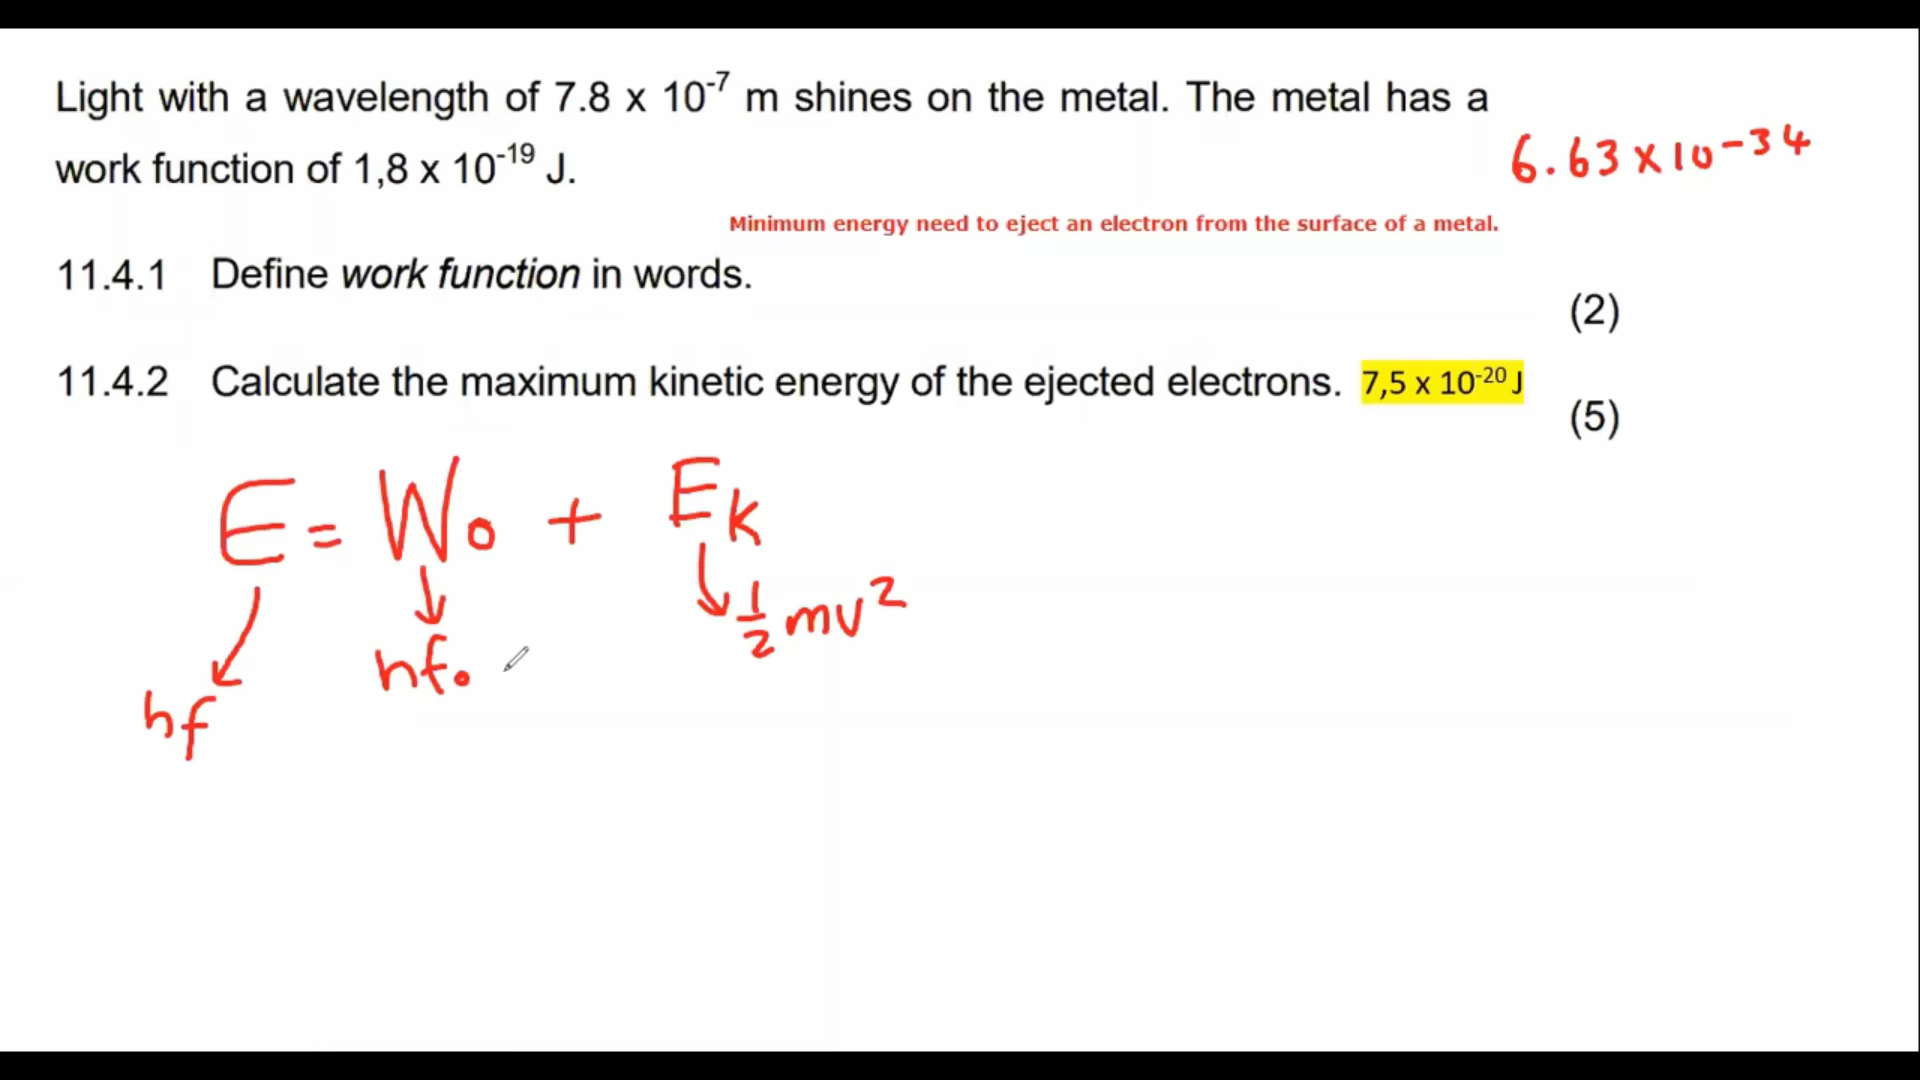 Light with a wavelength of 7.8 x 10⁻⁷ m shines on the metal. The metal has a
work function of 1,8 x 10⁻¹⁹ J.
6.63 x 10⁻³⁴
Minimum energy need to eject an electron from the surface of a metal.
11.4.1 Define work function in words.
(2)
11.4.2 Calculate the maximum kinetic energy of the ejected electrons. 7,5 x 10⁻²⁰ J
(5)
E = W₀ + Eₖ
½ mv²
hf₀
hf